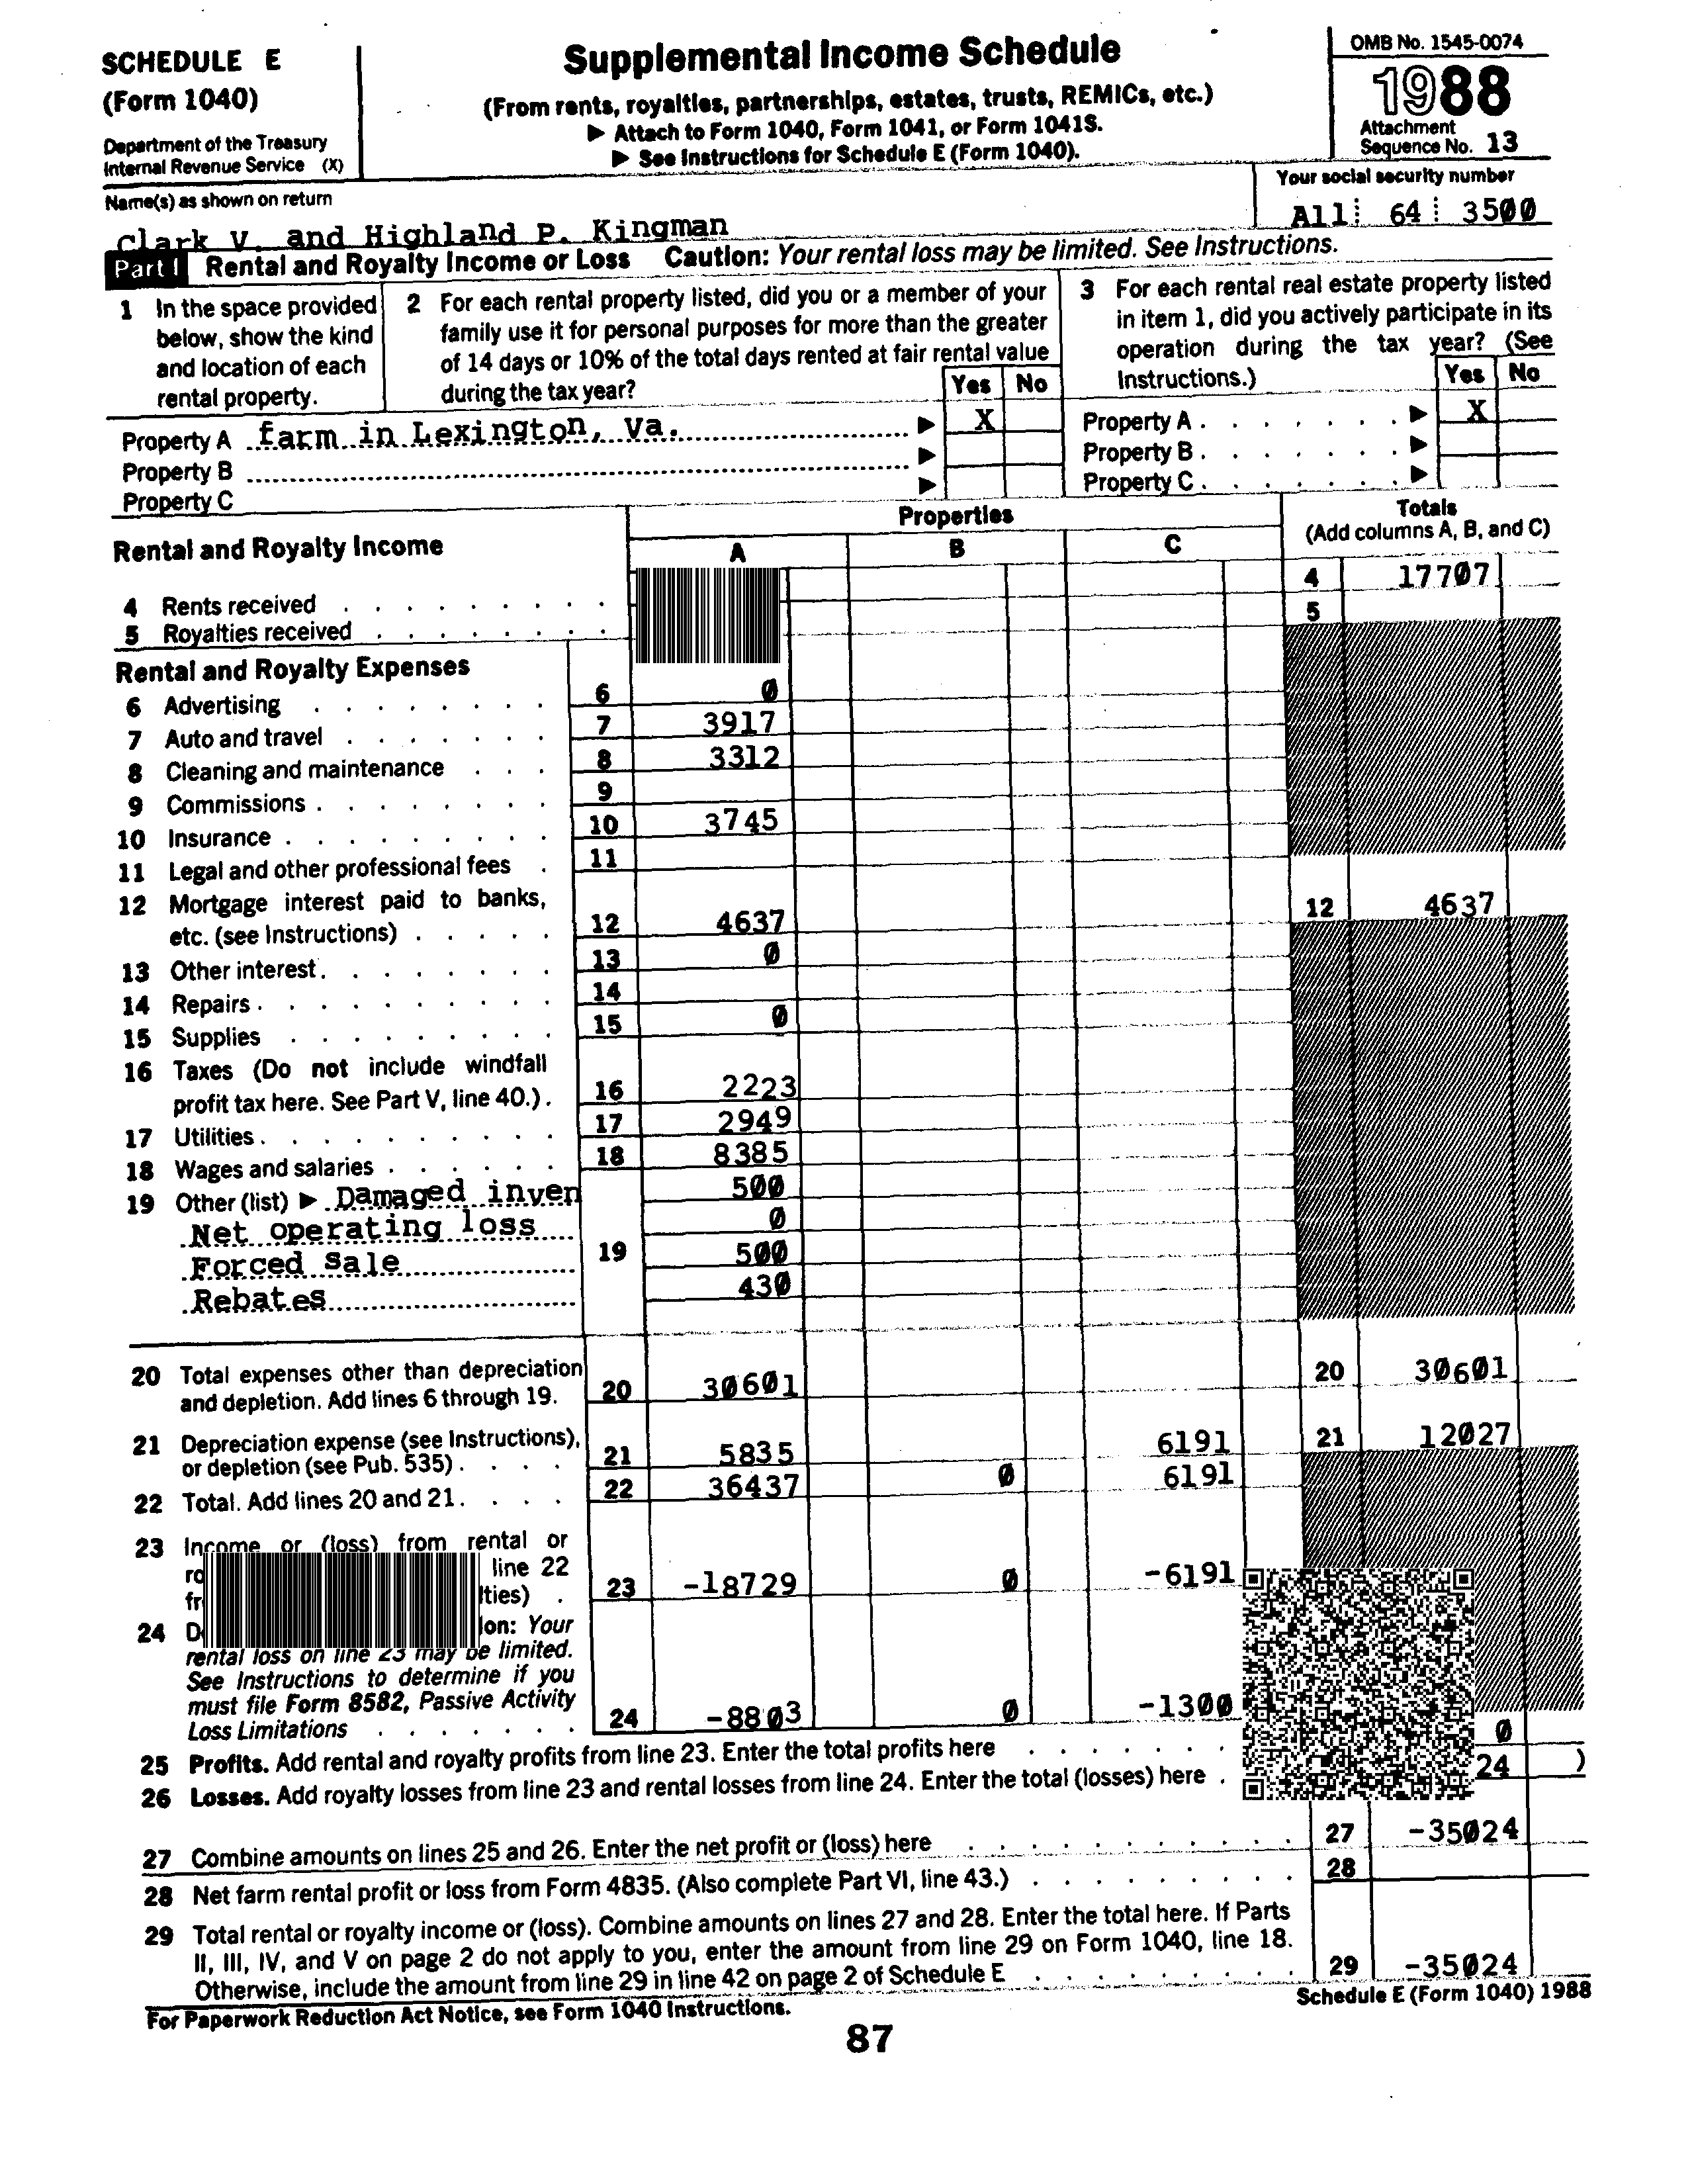 SCHEDULE E
(Form 1040)
Department of the Treasury
Internal Revenue Service (X)
Supplemental Income Schedule
(From rents, royalties, partnerships, estates, trusts, REMICs, etc.)
▶ Attach to Form 1040, Form 1041, or Form 1041S.
▶ See Instructions for Schedule E (Form 1040).
OMB No. 1545-0074
1988
Attachment
Sequence No. 13
Name(s) as shown on return
Your social security number
Clark V. and Highland P. Kingman
All 64 3500
Part I Rental and Royalty Income or Loss Caution: Your rental loss may be limited. See Instructions.
1 In the space provided
below, show the kind
and location of each
rental property.
2 For each rental property listed, did you or a member of your
family use it for personal purposes for more than the greater
of 14 days or 10% of the total days rented at fair rental value
during the tax year?
Yes No
3 For each rental real estate property listed
in item 1, did you actively participate in its
operation during the tax year? (See
Instructions.)
Yes No
Property A farm in Lexington, Va. ▶ X
Property B ▶
Property C ▶
Property A . . . . . . . ▶ X
Property B . . . . . . . ▶
Property C . . . . . . . ▶
Rental and Royalty Income
Properties
A B C
Totals
(Add columns A, B, and C)
4 Rents received . . . . . . . . . 4 17707
5 Royalties received . . . . . . . . 5
Rental and Royalty Expenses
6 Advertising . . . . . . . . 6 0
7 Auto and travel . . . . . . . 7 3917
8 Cleaning and maintenance . . . 8 3312
9 Commissions . . . . . . . . 9
10 Insurance . . . . . . . . . 10 3745
11 Legal and other professional fees . 11
12 Mortgage interest paid to banks,
etc. (see Instructions) . . . . . 12 4637 12 4637
13 Other interest. . . . . . . . 13 0
14 Repairs . . . . . . . . . . 14
15 Supplies . . . . . . . . . 15 0
16 Taxes (Do not include windfall
profit tax here. See Part V, line 40.) . 16 2223
17 Utilities . . . . . . . . . . 17 2949
18 Wages and salaries . . . . . . 18 8385
19 Other (list) ▶ Damaged inven 500
Net operating loss 0
Forced Sale 19 500
Rebates 430
20 Total expenses other than depreciation
and depletion. Add lines 6 through 19. 20 30601 20 30601
21 Depreciation expense (see Instructions),
or depletion (see Pub. 535) . . . . 21 5835 6191 21 12027
22 Total. Add lines 20 and 21. . . . 22 36437 0 6191
23 Income or (loss) from rental or
line 22
23 -18729 0 -6191
24
Your
rental loss on line 23 may be limited.
See Instructions to determine if you
must file Form 8582, Passive Activity
Loss Limitations . . . . . . . 24 -8803 0 -1300
25 Profits. Add rental and royalty profits from line 23. Enter the total profits here . . . . . . 0
26 Losses. Add royalty losses from line 23 and rental losses from line 24. Enter the total (losses) here . 24 )
27 Combine amounts on lines 25 and 26. Enter the net profit or (loss) here . . . . . . . . . . . 27 -35024
28 Net farm rental profit or loss from Form 4835. (Also complete Part VI, line 43.) . . . . . . . . . 28
29 Total rental or royalty income or (loss). Combine amounts on lines 27 and 28. Enter the total here. If Parts
II, III, IV, and V on page 2 do not apply to you, enter the amount from line 29 on Form 1040, line 18.
Otherwise, include the amount from line 29 in line 42 on page 2 of Schedule E . . . . . . . . . 29 -35024
For Paperwork Reduction Act Notice, see Form 1040 Instructions.
Schedule E (Form 1040) 1988
87